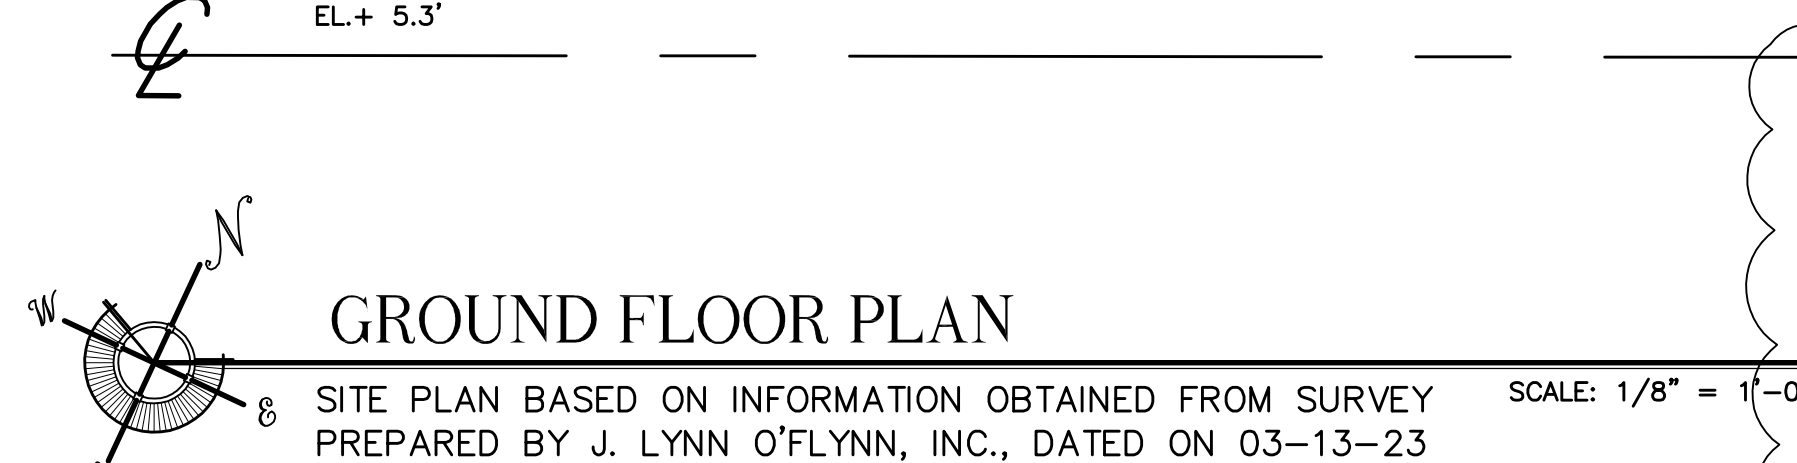 EL.+ 5.3'
℄
N
W
GROUND FLOOR PLAN
E
SITE PLAN BASED ON INFORMATION OBTAINED FROM SURVEY
SCALE: 1/8" = 1'-0
PREPARED BY J. LYNN O'FLYNN, INC., DATED ON 03-13-23